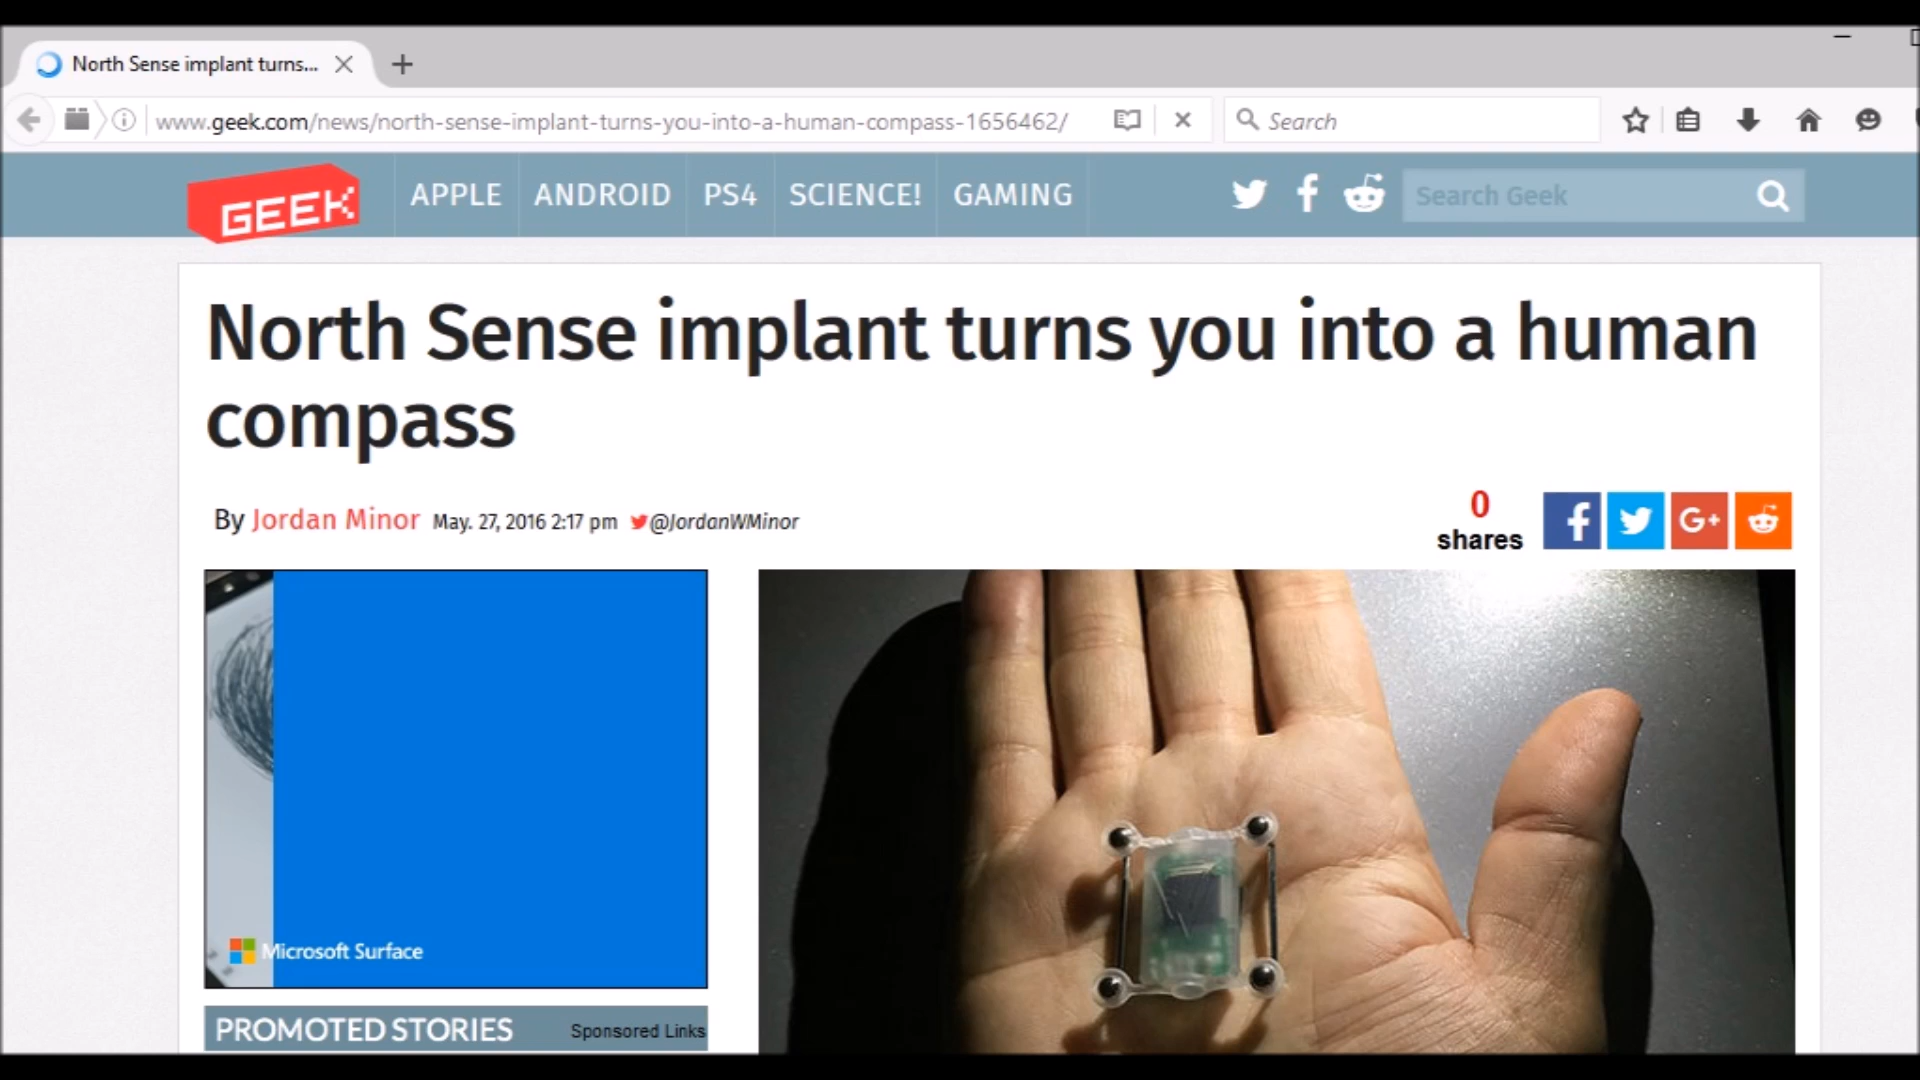 North Sense implant turns...
www.geek.com/news/north-sense-implant-turns-you-into-a-human-compass-1656462/
Search
GEEK
APPLE
ANDROID
PS4
SCIENCE!
GAMING
Search Geek
North Sense implant turns you into a human
compass
By Jordan Minor May. 27, 2016 2:17 pm @JordanWMinor
0
shares
f
G+
Microsoft Surface
PROMOTED STORIES
Sponsored Links